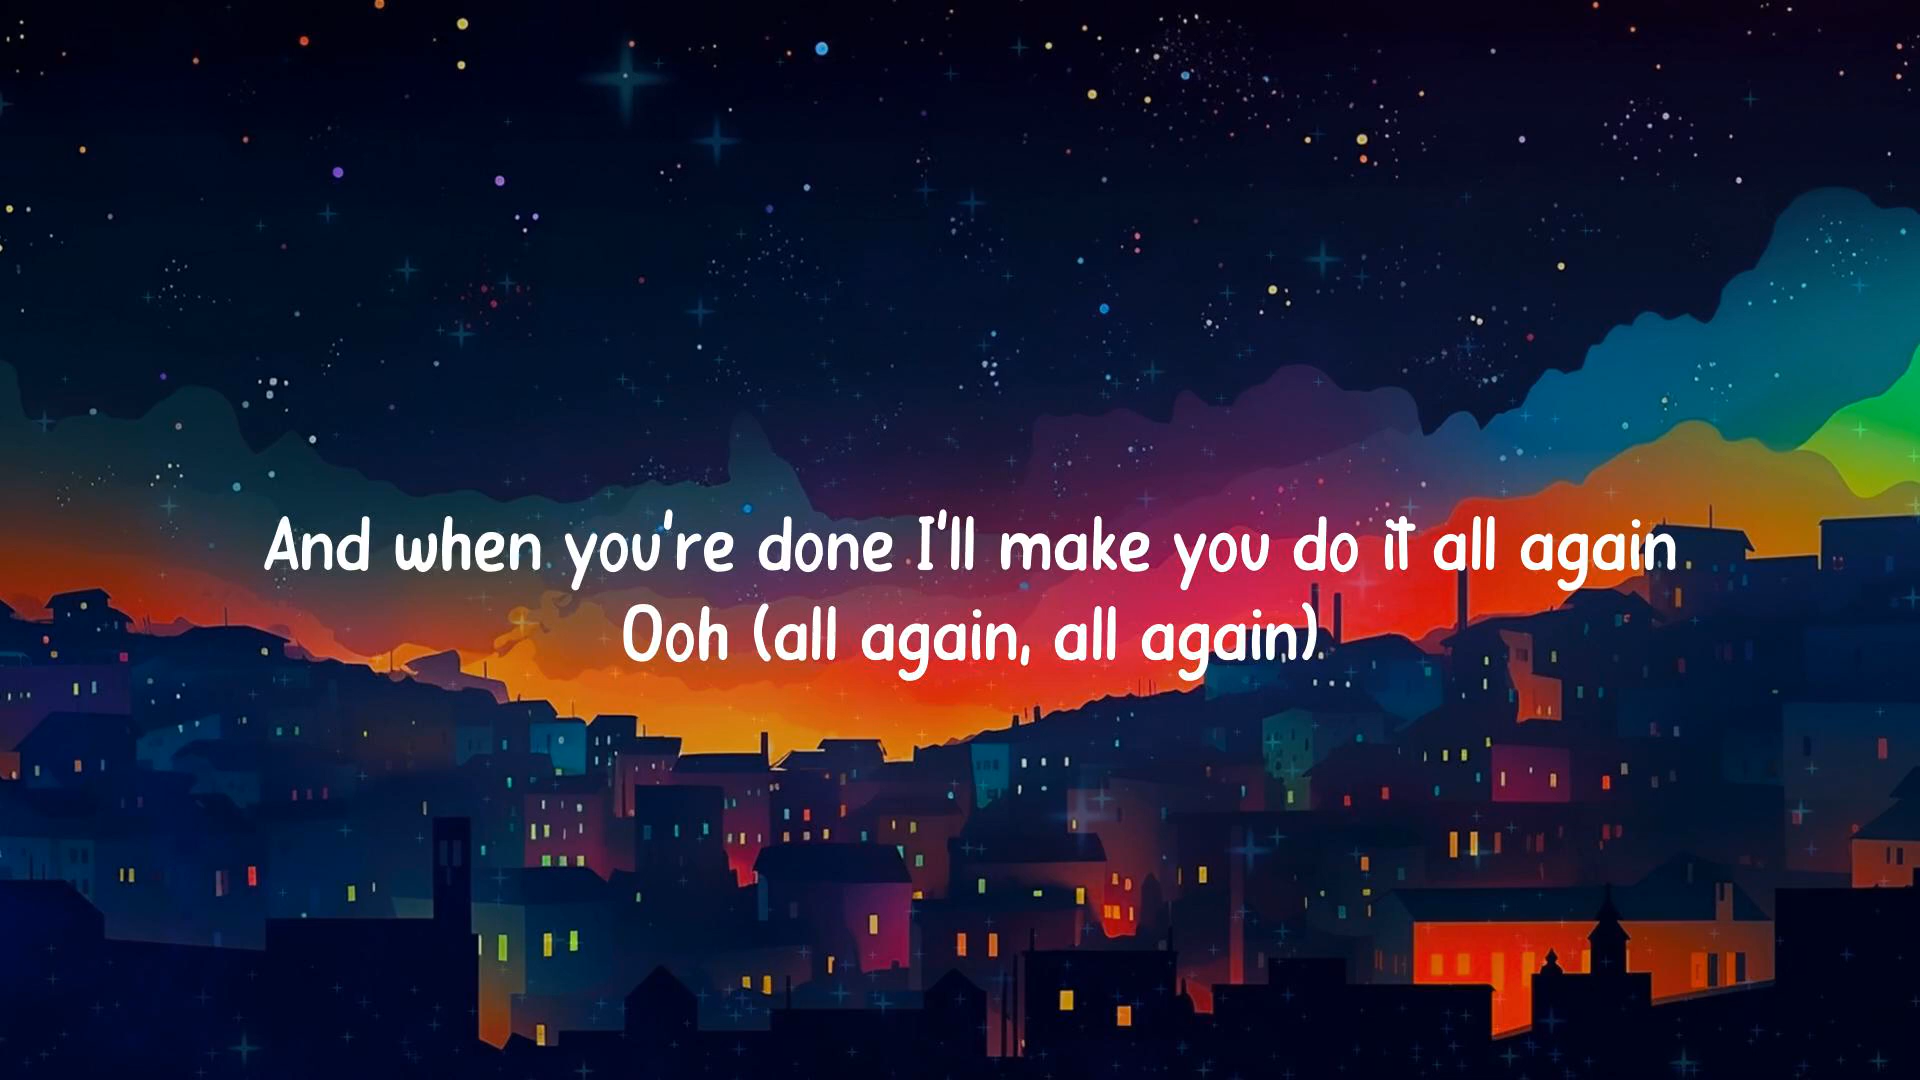 And when you're done I'll make you do it all again
Ooh (all again, all again)